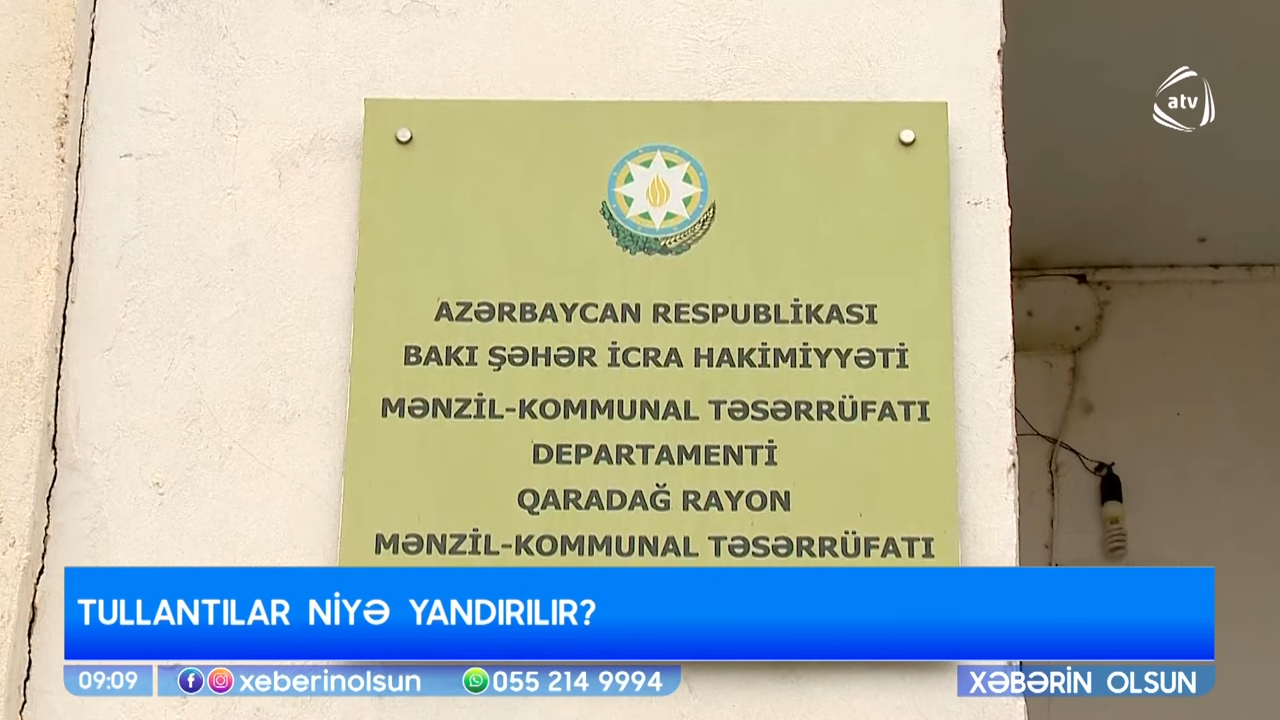 atv
AZƏRBAYCAN RESPUBLİKASI
BAKI ŞƏHƏR İCRA HAKİMİYYƏTİ
MƏNZİL-KOMMUNAL TƏSƏRRÜFATI
DEPARTAMENTİ
QARADAĞ RAYON
MƏNZİL-KOMMUNAL TƏSƏRRÜFATI
TULLANTILAR NİYƏ YANDIRILIR?
09:09 xeberinolsun 055 214 9994 XƏBƏRİN OLSUN